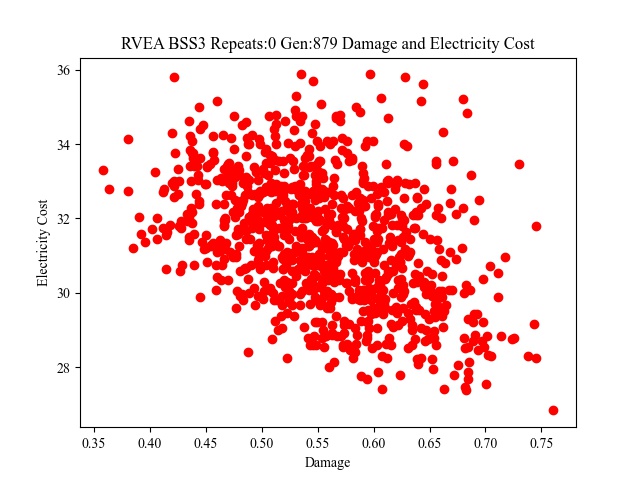 RVEA BSS3 Repeats:0 Gen:879 Damage and Electricity Cost
36
34
32
30
28
Electricity Cost
0.35 0.40 0.45 0.50 0.55 0.60 0.65 0.70 0.75
Damage